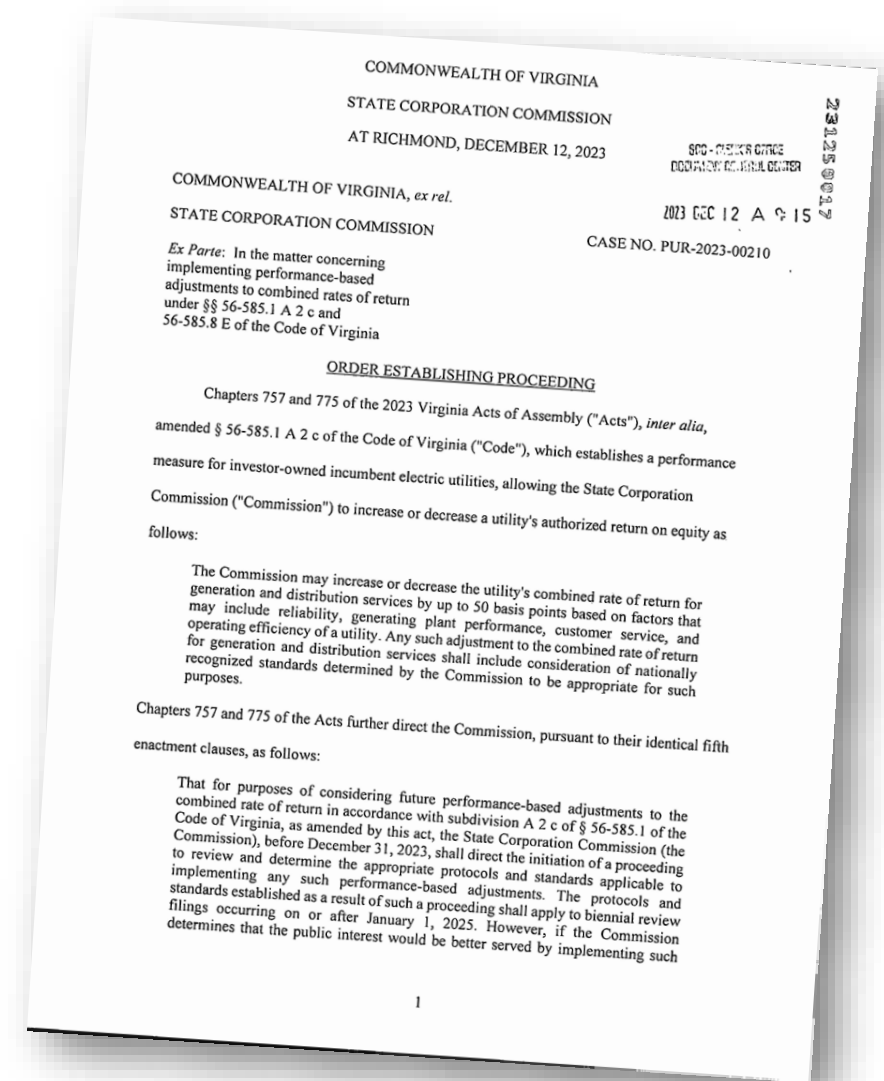 COMMONWEALTH OF VIRGINIA
STATE CORPORATION COMMISSION
AT RICHMOND, DECEMBER 12, 2023
231250017
2023 DEC 12 A 9:15
COMMONWEALTH OF VIRGINIA, ex rel.
STATE CORPORATION COMMISSION
CASE NO. PUR-2023-00210
Ex Parte: In the matter concerning
implementing performance-based
adjustments to combined rates of return
under §§ 56-585.1 A 2 c and
56-585.8 E of the Code of Virginia
ORDER ESTABLISHING PROCEEDING
Chapters 757 and 775 of the 2023 Virginia Acts of Assembly ("Acts"), inter alia,
amended § 56-585.1 A 2 c of the Code of Virginia ("Code"), which establishes a performance
measure for investor-owned incumbent electric utilities, allowing the State Corporation
Commission ("Commission") to increase or decrease a utility's authorized return on equity as
follows:
The Commission may increase or decrease the utility's combined rate of return for
generation and distribution services by up to 50 basis points based on factors that
may include reliability, generating plant performance, customer service, and
operating efficiency of a utility. Any such adjustment to the combined rate of return
for generation and distribution services shall include consideration of nationally
recognized standards determined by the Commission to be appropriate for such
purposes.
Chapters 757 and 775 of the Acts further direct the Commission, pursuant to their identical fifth
enactment clauses, as follows:
That for purposes of considering future performance-based adjustments to the
combined rate of return in accordance with subdivision A 2 c of § 56-585.1 of the
Code of Virginia, as amended by this act, the State Corporation Commission (the
Commission), before December 31, 2023, shall direct the initiation of a proceeding
to review and determine the appropriate protocols and standards applicable to
implementing any such performance-based adjustments. The protocols and
standards established as a result of such a proceeding shall apply to biennial review
filings occurring on or after January 1, 2025. However, if the Commission
determines that the public interest would be better served by implementing such
1